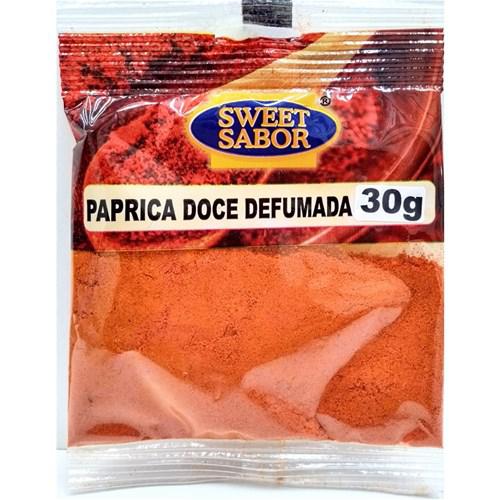 SWEET ®
SABOR
PAPRICA DOCE DEFUMADA 30g